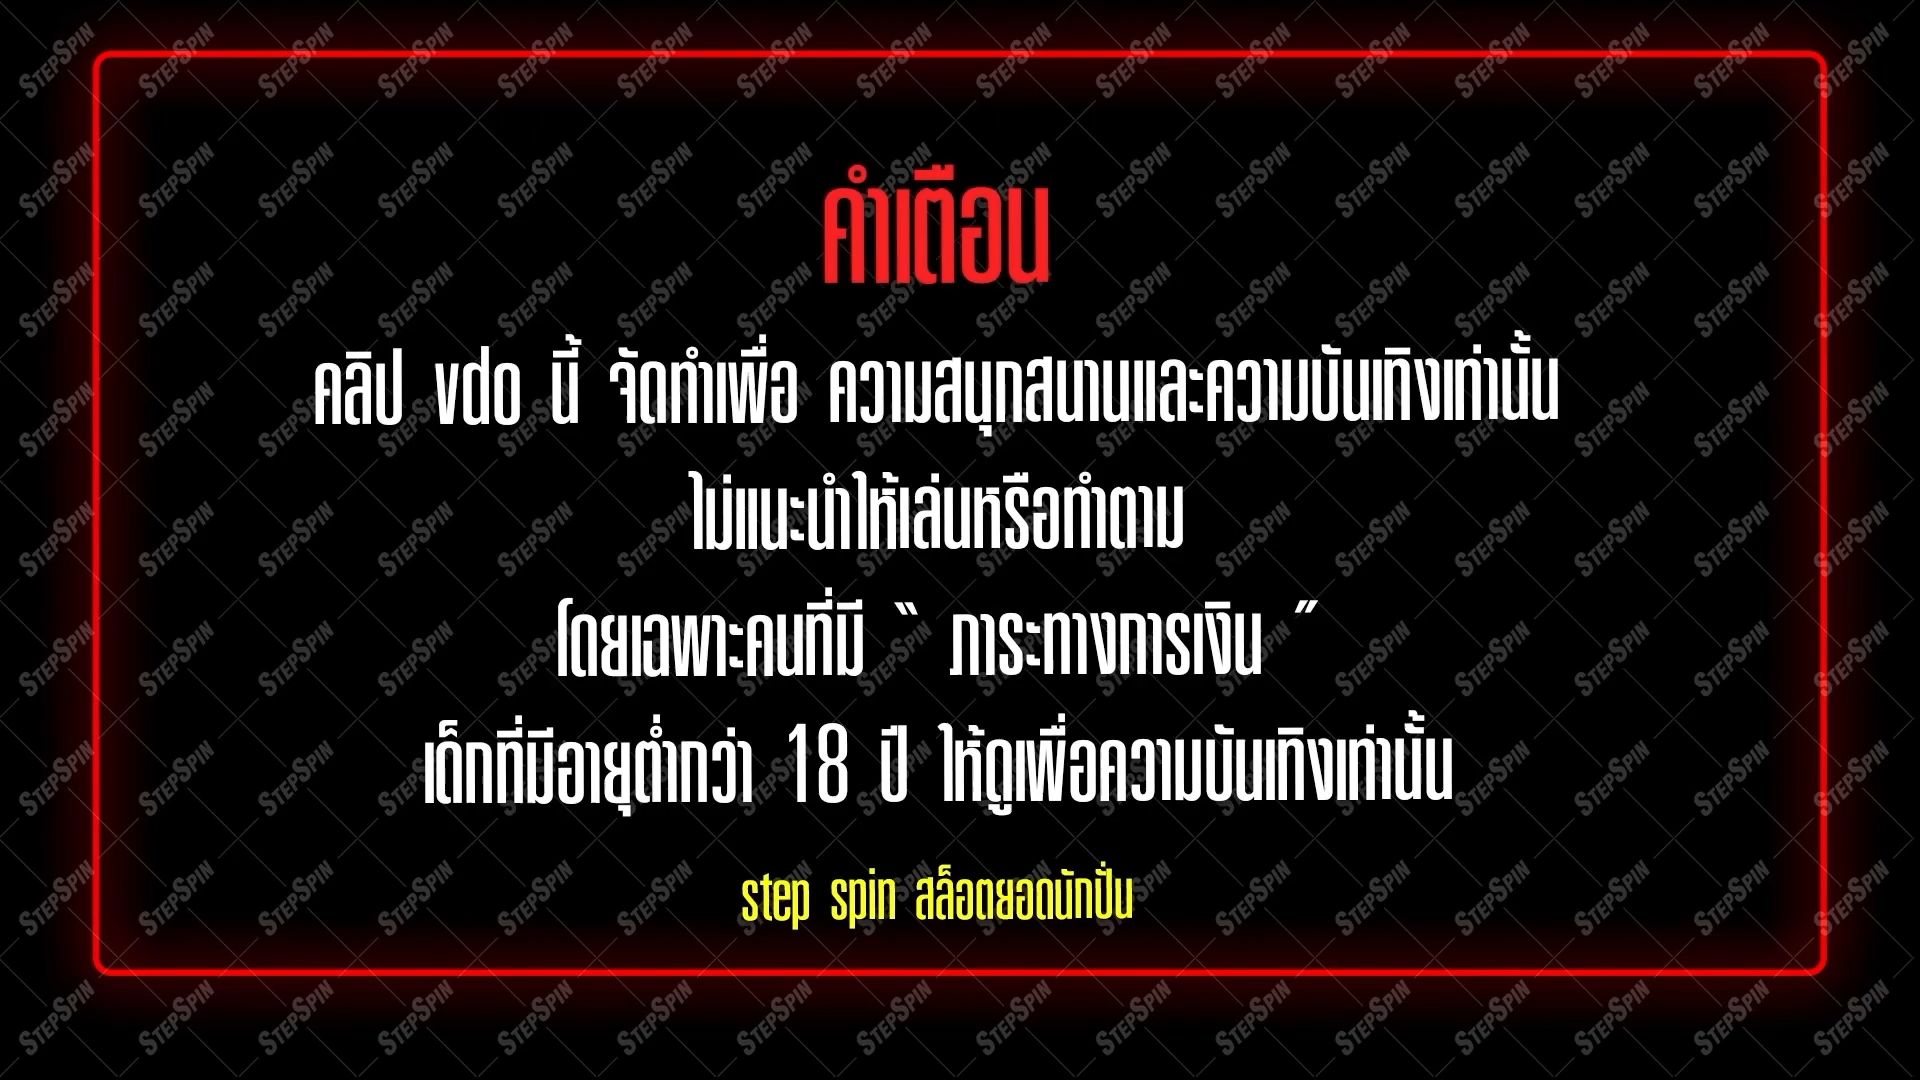 คำเตือน
คลิป vdo นี้ จัดทำเพื่อ ความสนุกสนานและความบันเทิงเท่านั้น
ไม่แนะนำให้เล่นหรือทำตาม
โดยเฉพาะคนที่มี “ ภาระทางการเงิน ”
เด็กที่มีอายุต่ำกว่า 18 ปี ให้ดูเพื่อความบันเทิงเท่านั้น
step spin สล็อตยอดนักปั่น
STEPSPIN